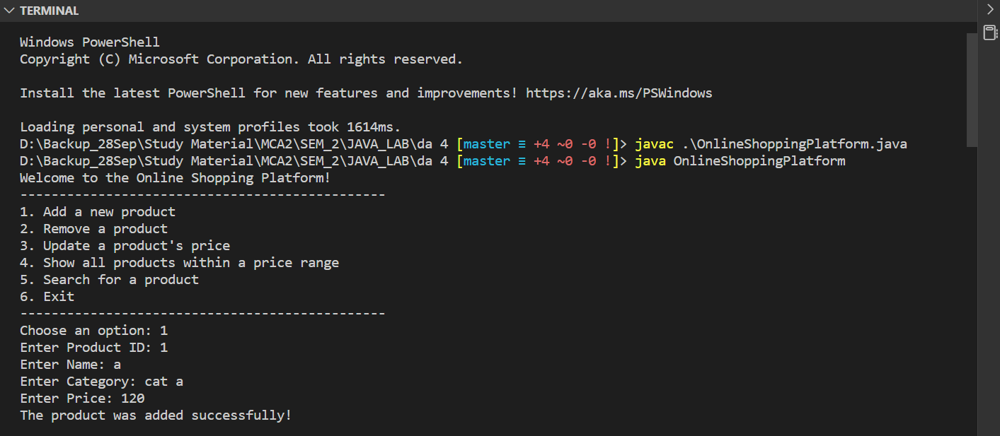 TERMINAL
Windows PowerShell
Copyright (C) Microsoft Corporation. All rights reserved.
Install the latest PowerShell for new features and improvements! https://aka.ms/PSWindows
Loading personal and system profiles took 1614ms.
D:\Backup_28Sep\Study Material\MCA2\SEM_2\JAVA_LAB\da 4 [master ≡ +4 ~0 -0 !]> javac .\OnlineShoppingPlatform.java
D:\Backup_28Sep\Study Material\MCA2\SEM_2\JAVA_LAB\da 4 [master ≡ +4 ~0 -0 !]> java OnlineShoppingPlatform
Welcome to the Online Shopping Platform!
-----------------------------------------------
1. Add a new product
2. Remove a product
3. Update a product's price
4. Show all products within a price range
5. Search for a product
6. Exit
-----------------------------------------------
Choose an option: 1
Enter Product ID: 1
Enter Name: a
Enter Category: cat a
Enter Price: 120
The product was added successfully!